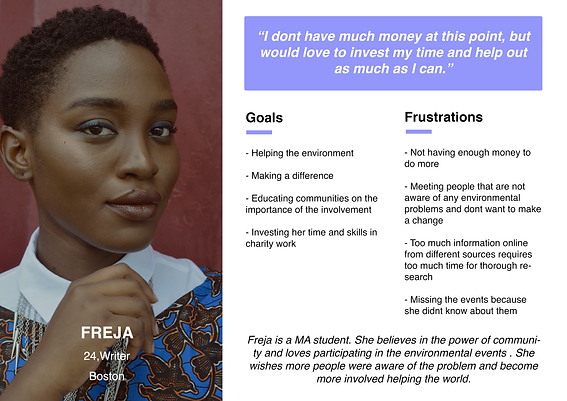 “I dont have much money at this point, but
would love to invest my time and help out
as much as I can.”
Goals
- Helping the environment
- Making a difference
- Educating communities on the
importance of the involvement
- Investing her time and skills in
charity work
Frustrations
- Not having enough money to
do more
- Meeting people that are not
aware of any environmental
problems and dont want to make
a change
- Too much information online
from different sources requires
too much time for thorough re-
search
- Missing the events because
she didnt know about them
FREJA
24,Writer
Boston
Freja is a MA student. She believes in the power of communi-
ty and loves participating in the environmental events . She
wishes more people were aware of the problem and become
more involved helping the world.